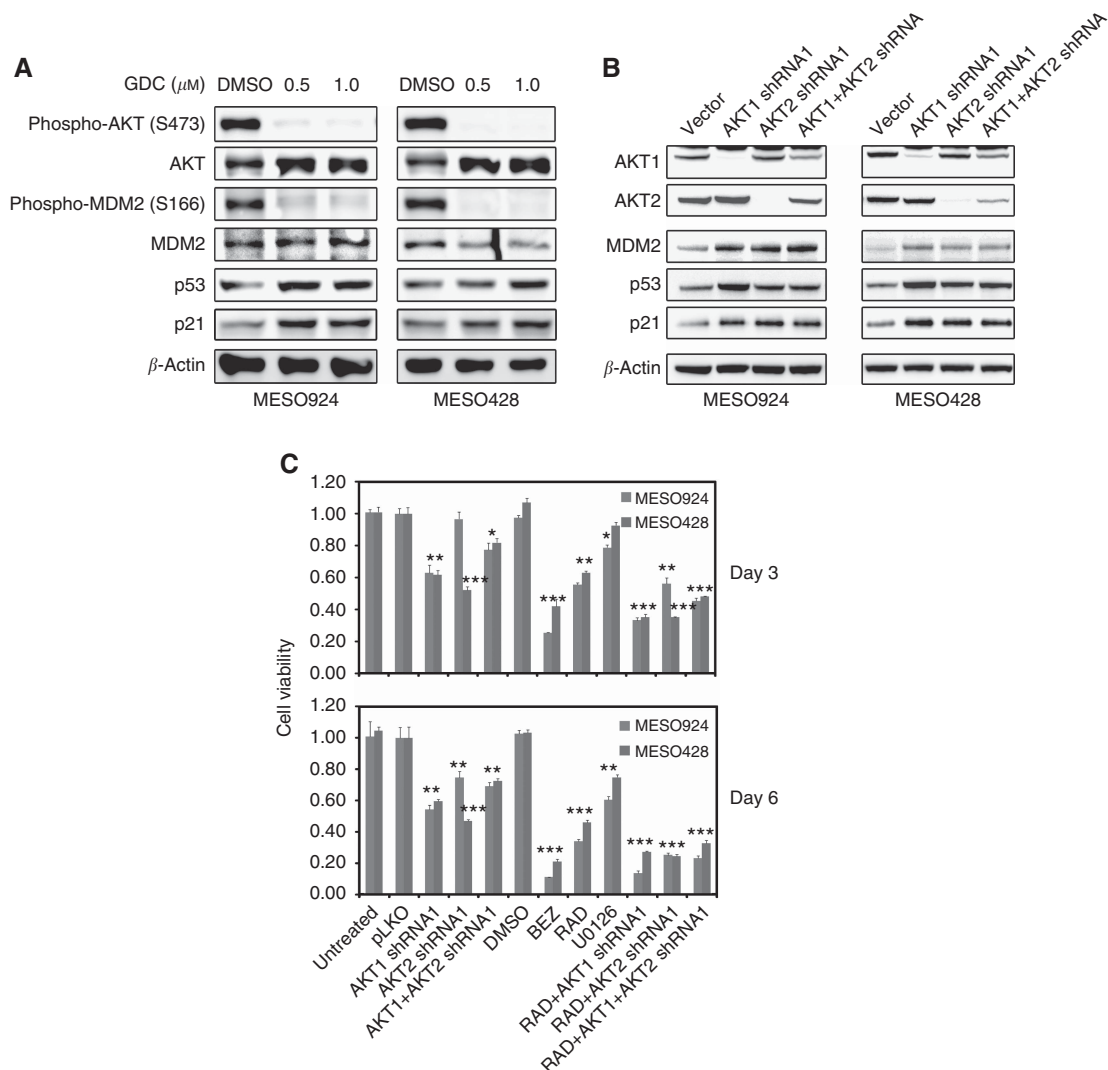 A
GDC (μM) DMSO 0.5 1.0 DMSO 0.5 1.0
Phospho-AKT (S473)
AKT
Phospho-MDM2 (S166)
MDM2
p53
p21
β-Actin
MESO924 MESO428
B
Vector AKT1 shRNA1 AKT2 shRNA1 AKT1+AKT2 shRNA Vector AKT1 shRNA1 AKT2 shRNA1 AKT1+AKT2 shRNA
AKT1
AKT2
MDM2
p53
p21
β-Actin
MESO924 MESO428
C
Cell viability
1.20
1.00
0.80
0.60
0.40
0.20
0.00
MESO924
MESO428
** *** * *** ** * *** ** *** ***
Day 3
1.20
1.00
0.80
0.60
0.40
0.20
0.00
MESO924
MESO428
** ** *** ** *** *** ** *** *** ***
Day 6
Untreated
pLKO
AKT1 shRNA1
AKT2 shRNA1
AKT1+AKT2 shRNA1
DMSO
BEZ
RAD
U0126
RAD+AKT1 shRNA1
RAD+AKT2 shRNA1
RAD+AKT1+AKT2 shRNA1